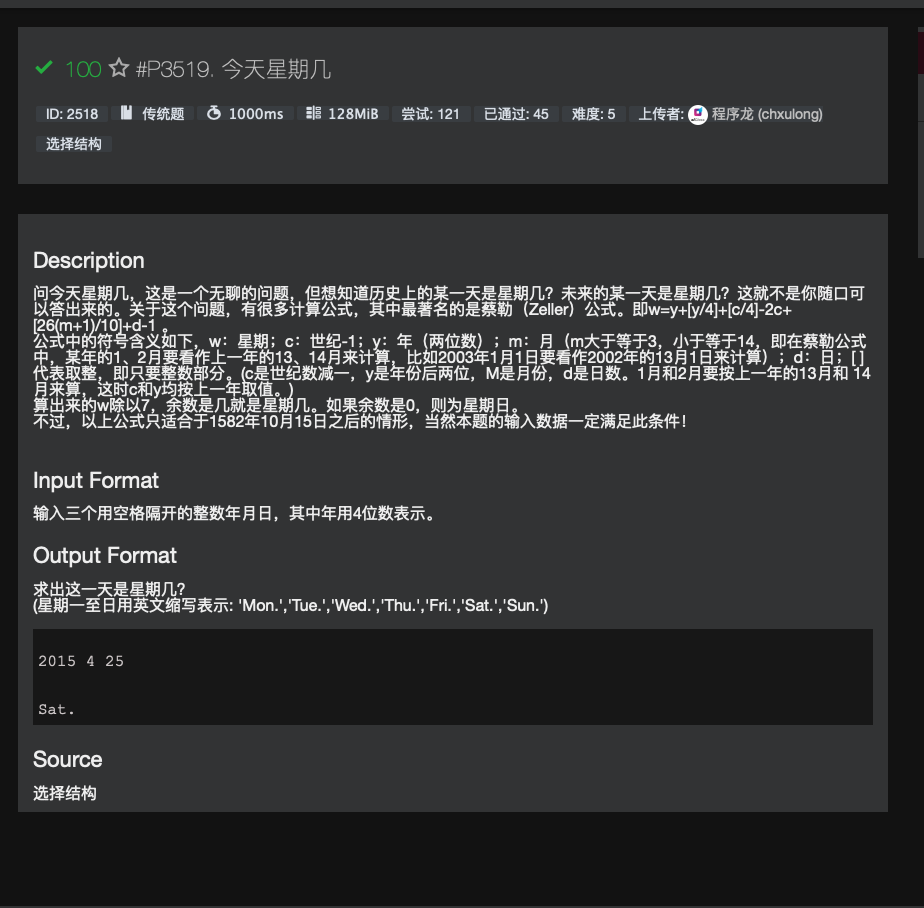 100 #P3519. 今天星期几
ID: 2518 传统题 1000ms 128MiB 尝试: 121 已通过: 45 难度: 5 上传者: 程序龙 (chxulong)
选择结构
Description
问今天星期几，这是一个无聊的问题，但想知道历史上的某一天是星期几？未来的某一天是星期几？这就不是你随口可
以答出来的。关于这个问题，有很多计算公式，其中最著名的是蔡勒（Zeller）公式。即w=y+[y/4]+[c/4]-2c+
[26(m+1)/10]+d-1 。
公式中的符号含义如下，w：星期；c：世纪-1；y：年（两位数）；m：月（m大于等于3，小于等于14，即在蔡勒公式
中，某年的1、2月要看作上一年的13、14月来计算，比如2003年1月1日要看作2002年的13月1日来计算）；d：日；[ ]
代表取整，即只要整数部分。(c是世纪数减一，y是年份后两位，M是月份，d是日数。1月和2月要按上一年的13月和 14
月来算，这时c和y均按上一年取值。)
算出来的w除以7，余数是几就是星期几。如果余数是0，则为星期日。
不过，以上公式只适合于1582年10月15日之后的情形，当然本题的输入数据一定满足此条件！
Input Format
输入三个用空格隔开的整数年月日，其中年用4位数表示。
Output Format
求出这一天是星期几？
(星期一至日用英文缩写表示: 'Mon.','Tue.','Wed.','Thu.','Fri.','Sat.','Sun.')
2015 4 25
Sat.
Source
选择结构